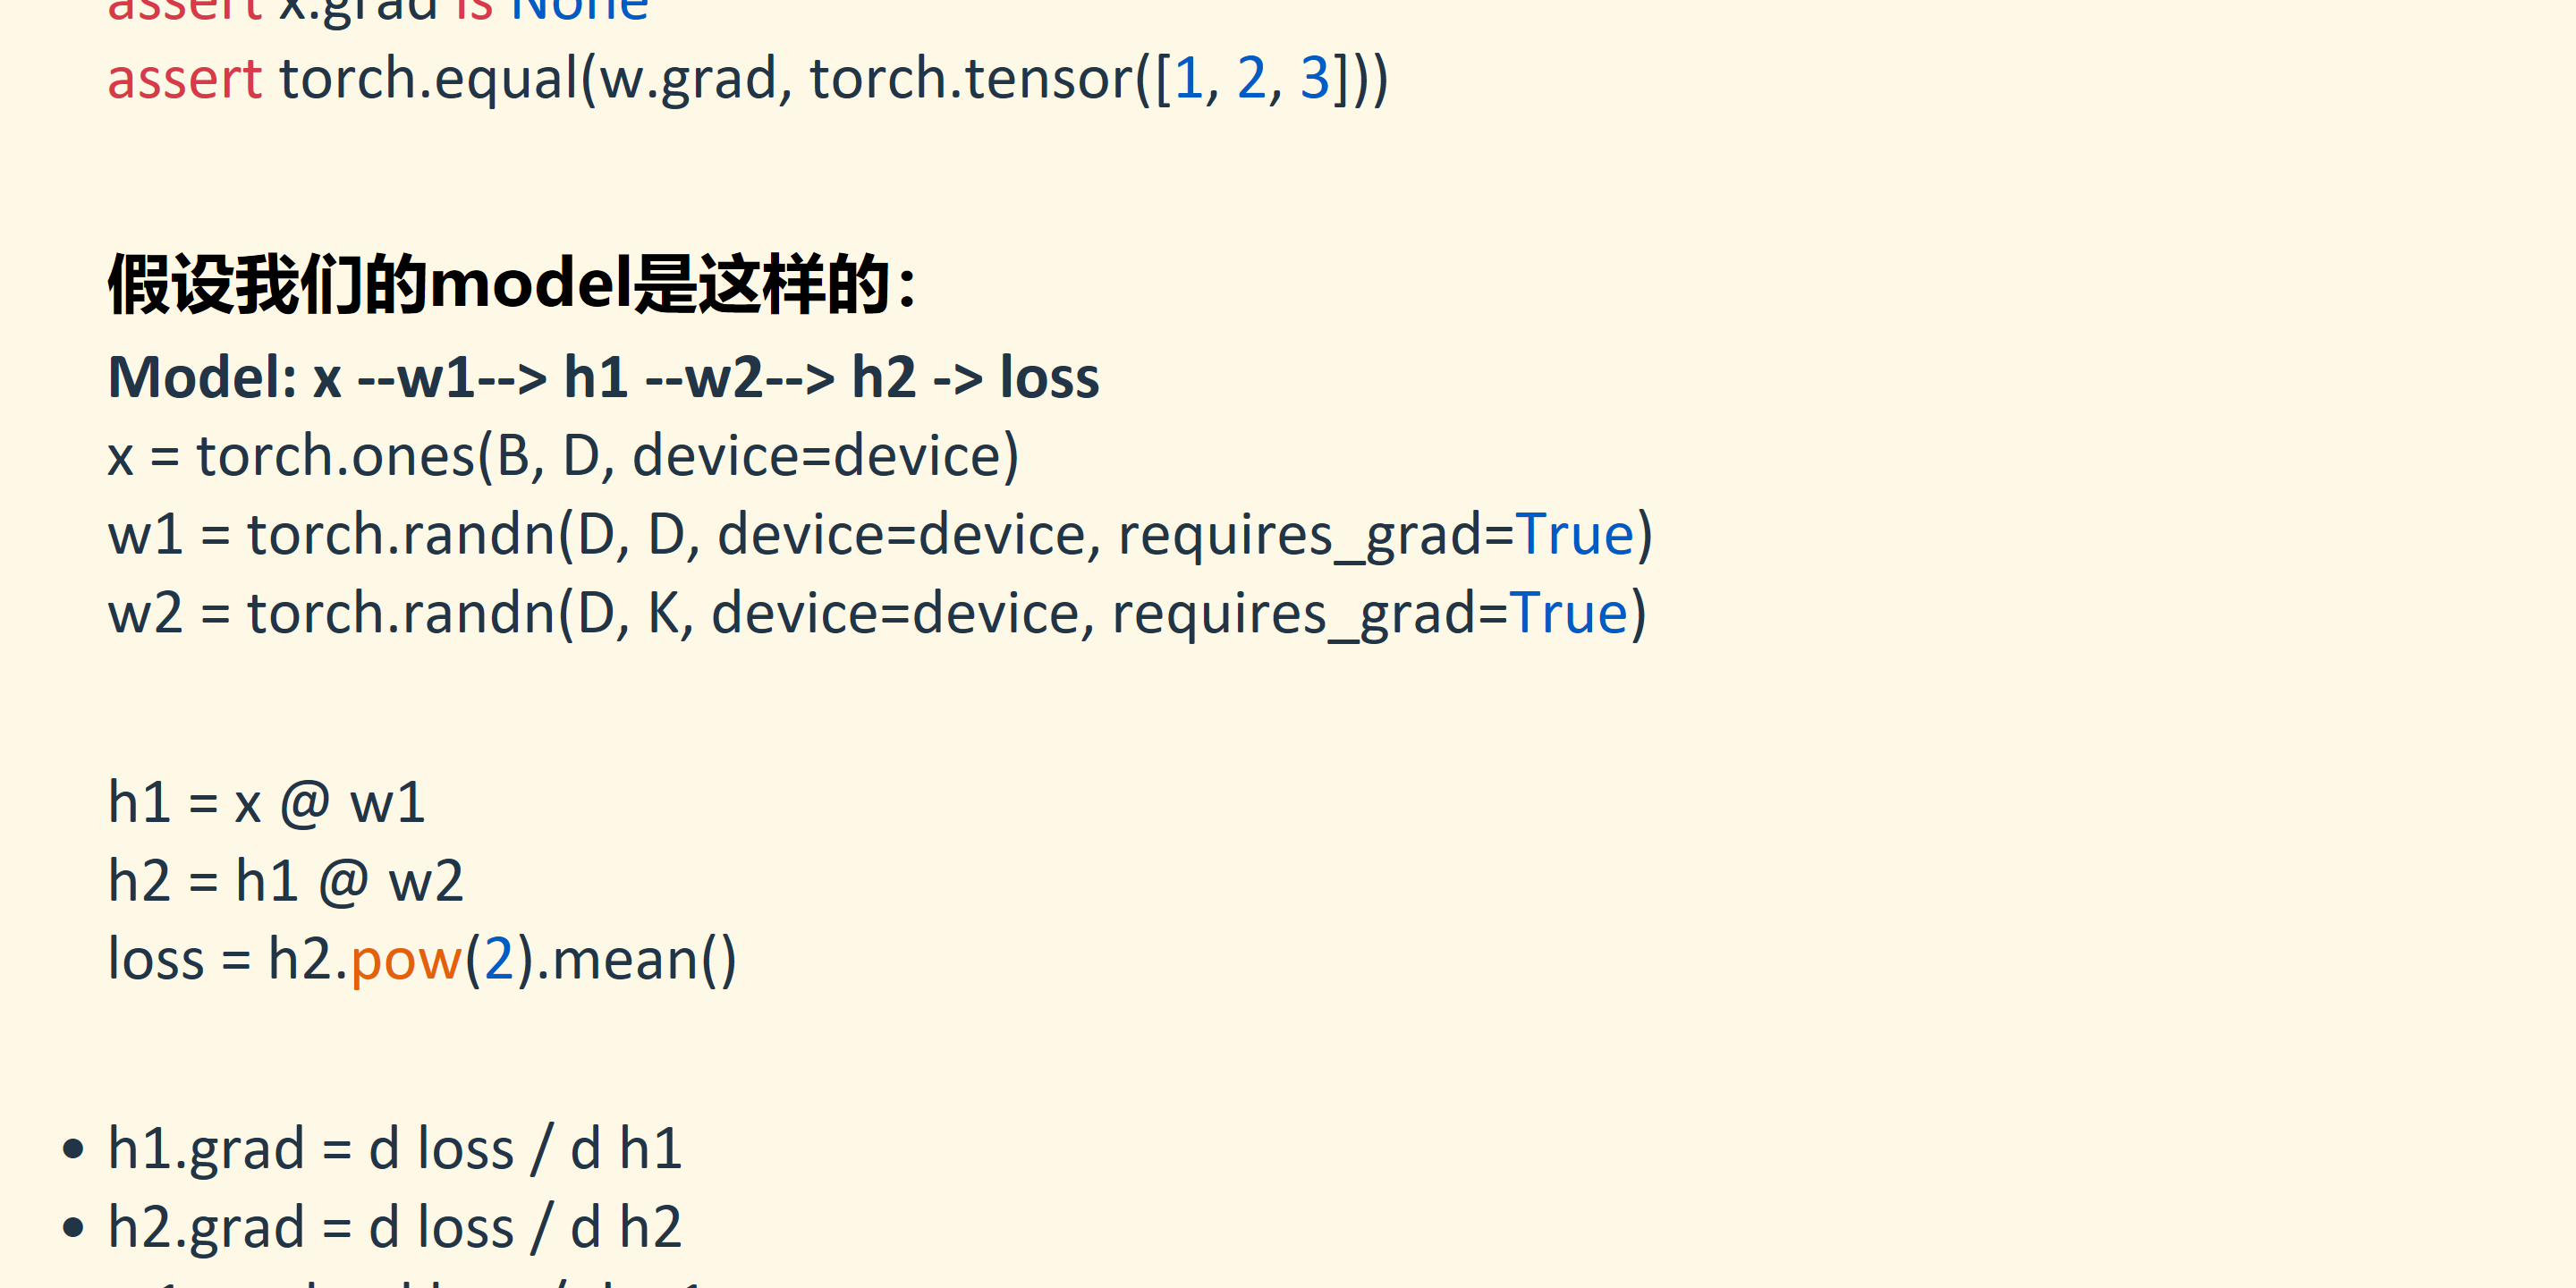 assert x.grad is None
assert torch.equal(w.grad, torch.tensor([1, 2, 3]))
假设我们的model是这样的：
Model: x --w1--> h1 --w2--> h2 -> loss
x = torch.ones(B, D, device=device)
w1 = torch.randn(D, D, device=device, requires_grad=True)
w2 = torch.randn(D, K, device=device, requires_grad=True)
h1 = x @ w1
h2 = h1 @ w2
loss = h2.pow(2).mean()
• h1.grad = d loss / d h1
• h2.grad = d loss / d h2